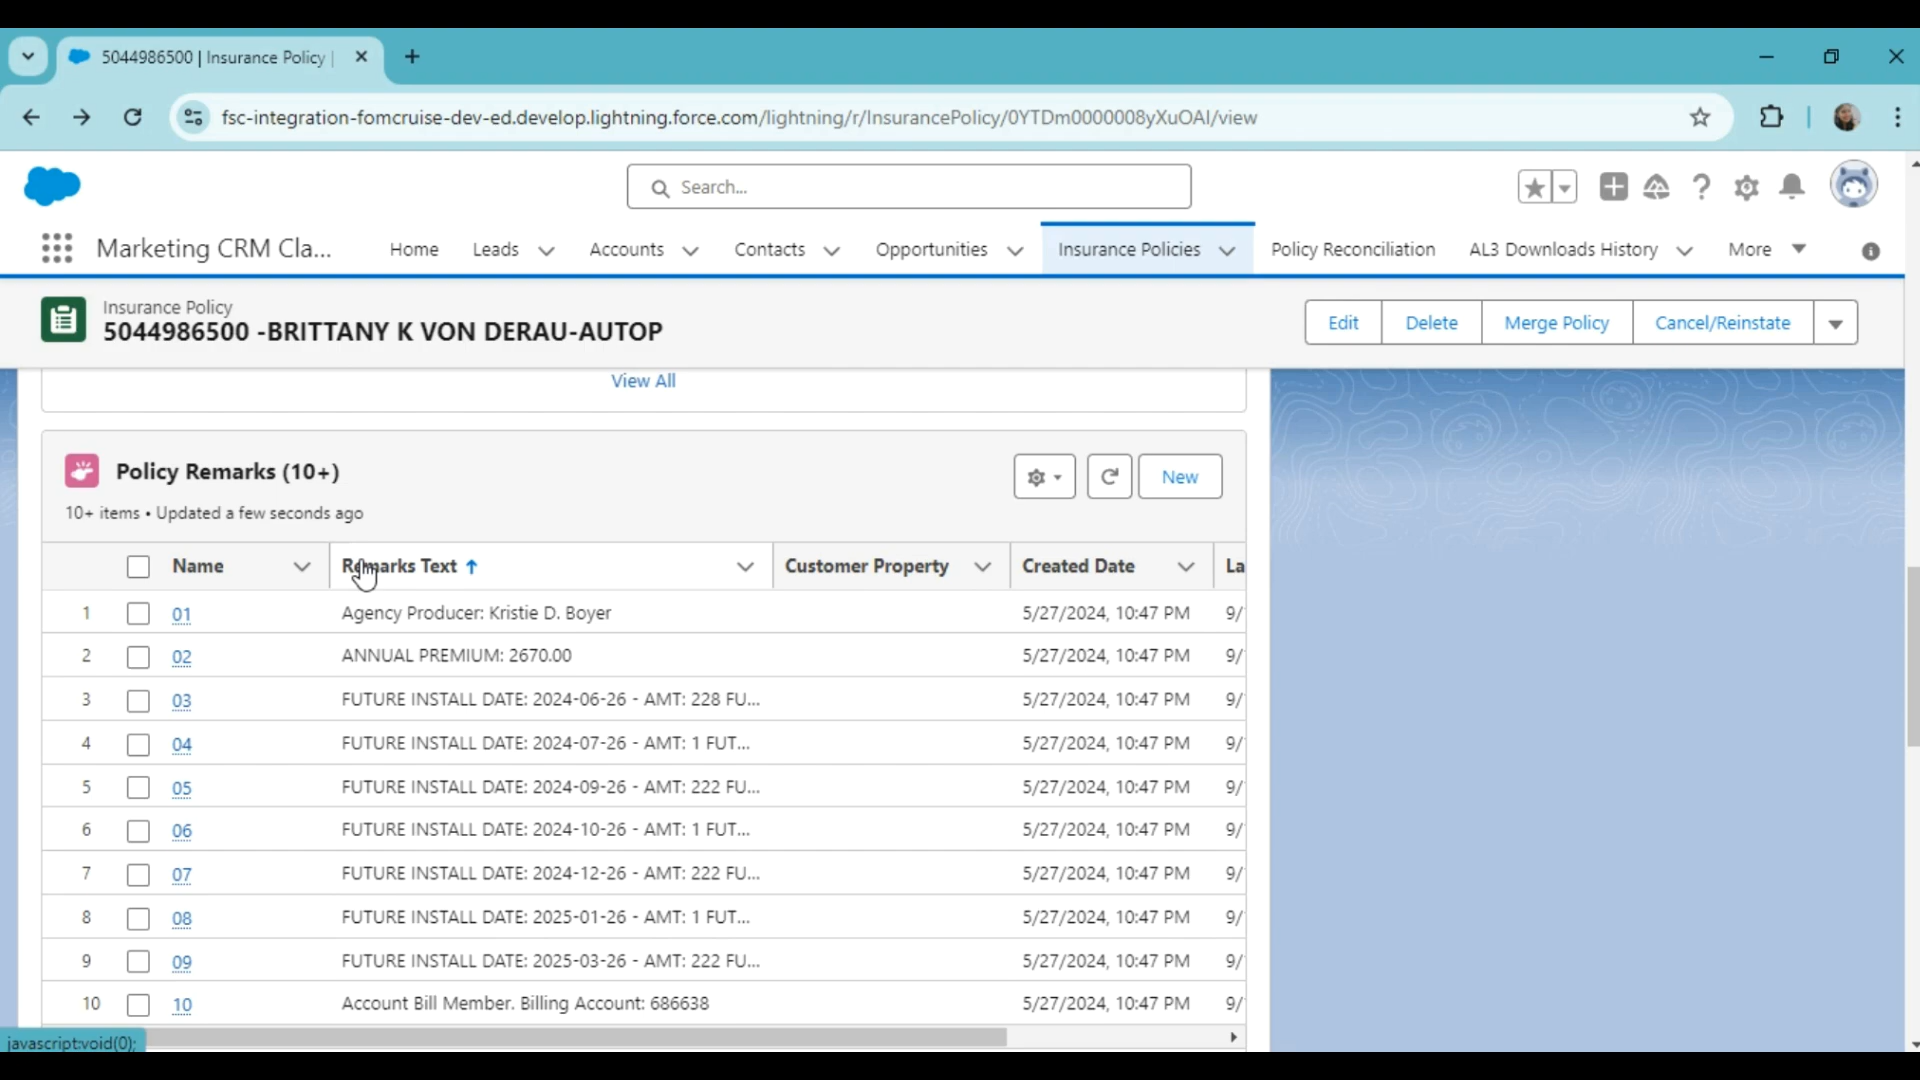 5044986500 | Insurance Policy |
fsc-integration-fomcruise-dev-ed.develop.lightning.force.com/lightning/r/InsurancePolicy/0YTDm0000008yXuOAI/view
Search...
Marketing CRM Cla... Home Leads Accounts Contacts Opportunities Insurance Policies Policy Reconciliation AL3 Downloads History More
Insurance Policy
5044986500 -BRITTANY K VON DERAU-AUTOP
Edit Delete Merge Policy Cancel/Reinstate
View All
Policy Remarks (10+)
New
10+ items • Updated a few seconds ago
Name Remarks Text Customer Property Created Date La
1 01 Agency Producer: Kristie D. Boyer 5/27/2024, 10:47 PM 9/
2 02 ANNUAL PREMIUM: 2670.00 5/27/2024, 10:47 PM 9/
3 03 FUTURE INSTALL DATE: 2024-06-26 - AMT: 228 FU... 5/27/2024, 10:47 PM 9/
4 04 FUTURE INSTALL DATE: 2024-07-26 - AMT: 1 FUT... 5/27/2024, 10:47 PM 9/
5 05 FUTURE INSTALL DATE: 2024-09-26 - AMT: 222 FU... 5/27/2024, 10:47 PM 9/
6 06 FUTURE INSTALL DATE: 2024-10-26 - AMT: 1 FUT... 5/27/2024, 10:47 PM 9/
7 07 FUTURE INSTALL DATE: 2024-12-26 - AMT: 222 FU... 5/27/2024, 10:47 PM 9/
8 08 FUTURE INSTALL DATE: 2025-01-26 - AMT: 1 FUT... 5/27/2024, 10:47 PM 9/
9 09 FUTURE INSTALL DATE: 2025-03-26 - AMT: 222 FU... 5/27/2024, 10:47 PM 9/
10 10 Account Bill Member. Billing Account: 686638 5/27/2024, 10:47 PM 9/
javascript:void(0);